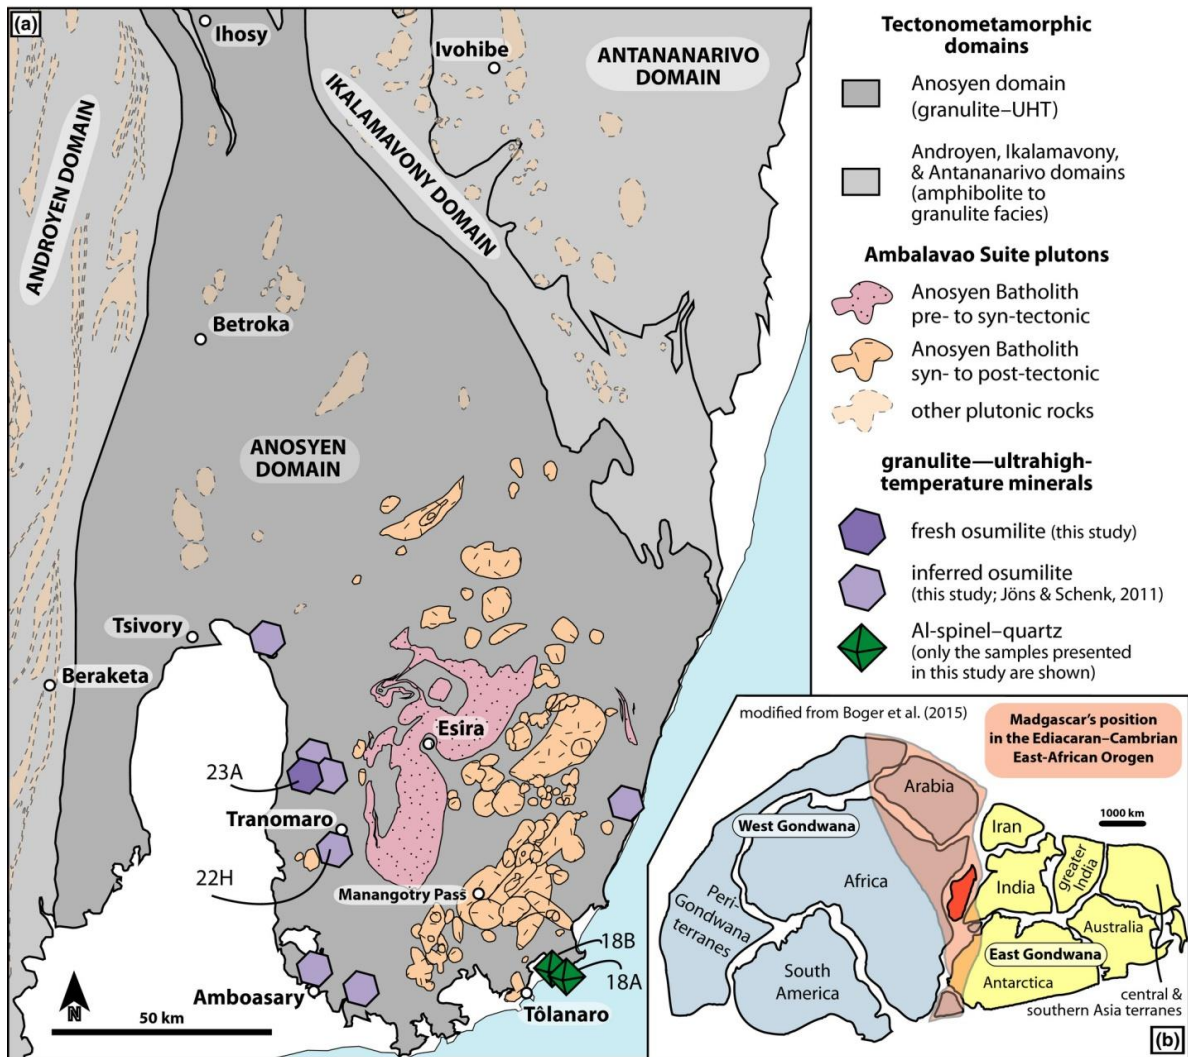 (a)
Ihosy
Ivohibe
ANTANANARIVO
DOMAIN
IKALAMAVONY DOMAIN
ANDROYEN DOMAIN
Betroka
ANOSYEN
DOMAIN
Tsivory
Beraketa
Esira
23A
Tranomaro
22H
Manangotry Pass
18B
18A
Amboasary
Tôlanaro
N
50 km
Tectonometamorphic
domains
Anosyen domain
(granulite–UHT)
Androyen, Ikalamavony,
& Antananarivo domains
(amphibolite to
granulite facies)
Ambalavao Suite plutons
Anosyen Batholith
pre- to syn-tectonic
Anosyen Batholith
syn- to post-tectonic
other plutonic rocks
granulite—ultrahigh-
temperature minerals
fresh osumilite (this study)
inferred osumilite
(this study; Jöns & Schenk, 2011)
Al-spinel–quartz
(only the samples presented
in this study are shown)
modified from Boger et al. (2015)
Madgascar's position
in the Ediacaran–Cambrian
East-African Orogen
1000 km
Arabia
West Gondwana
Iran
greater
India
India
Africa
Peri-
Gondwana
terranes
Australia
East Gondwana
South
America
Antarctica
central &
southern Asia terranes
(b)